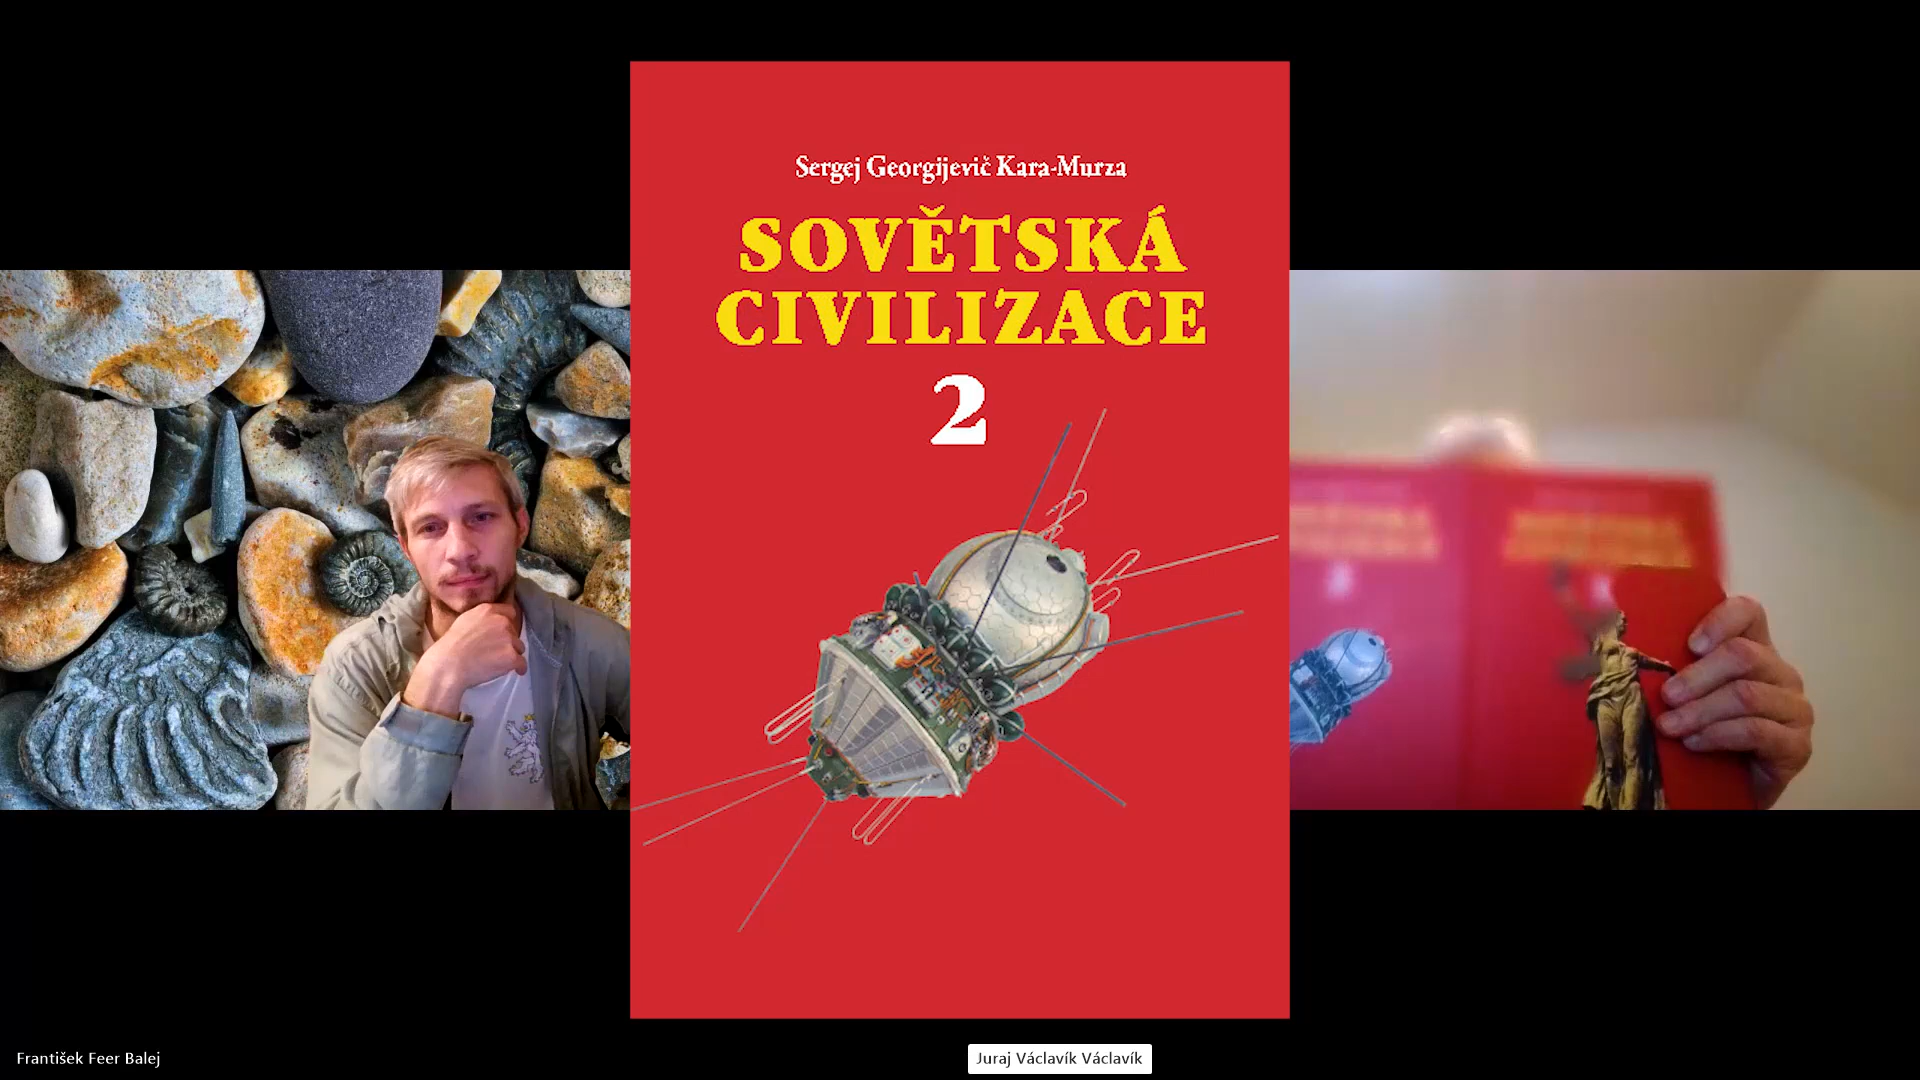 Sergej Georgijevič Kara-Murza
SOVĚTSKÁ
CIVILIZACE
2
František Feer Balej
Juraj Václavík Václavík